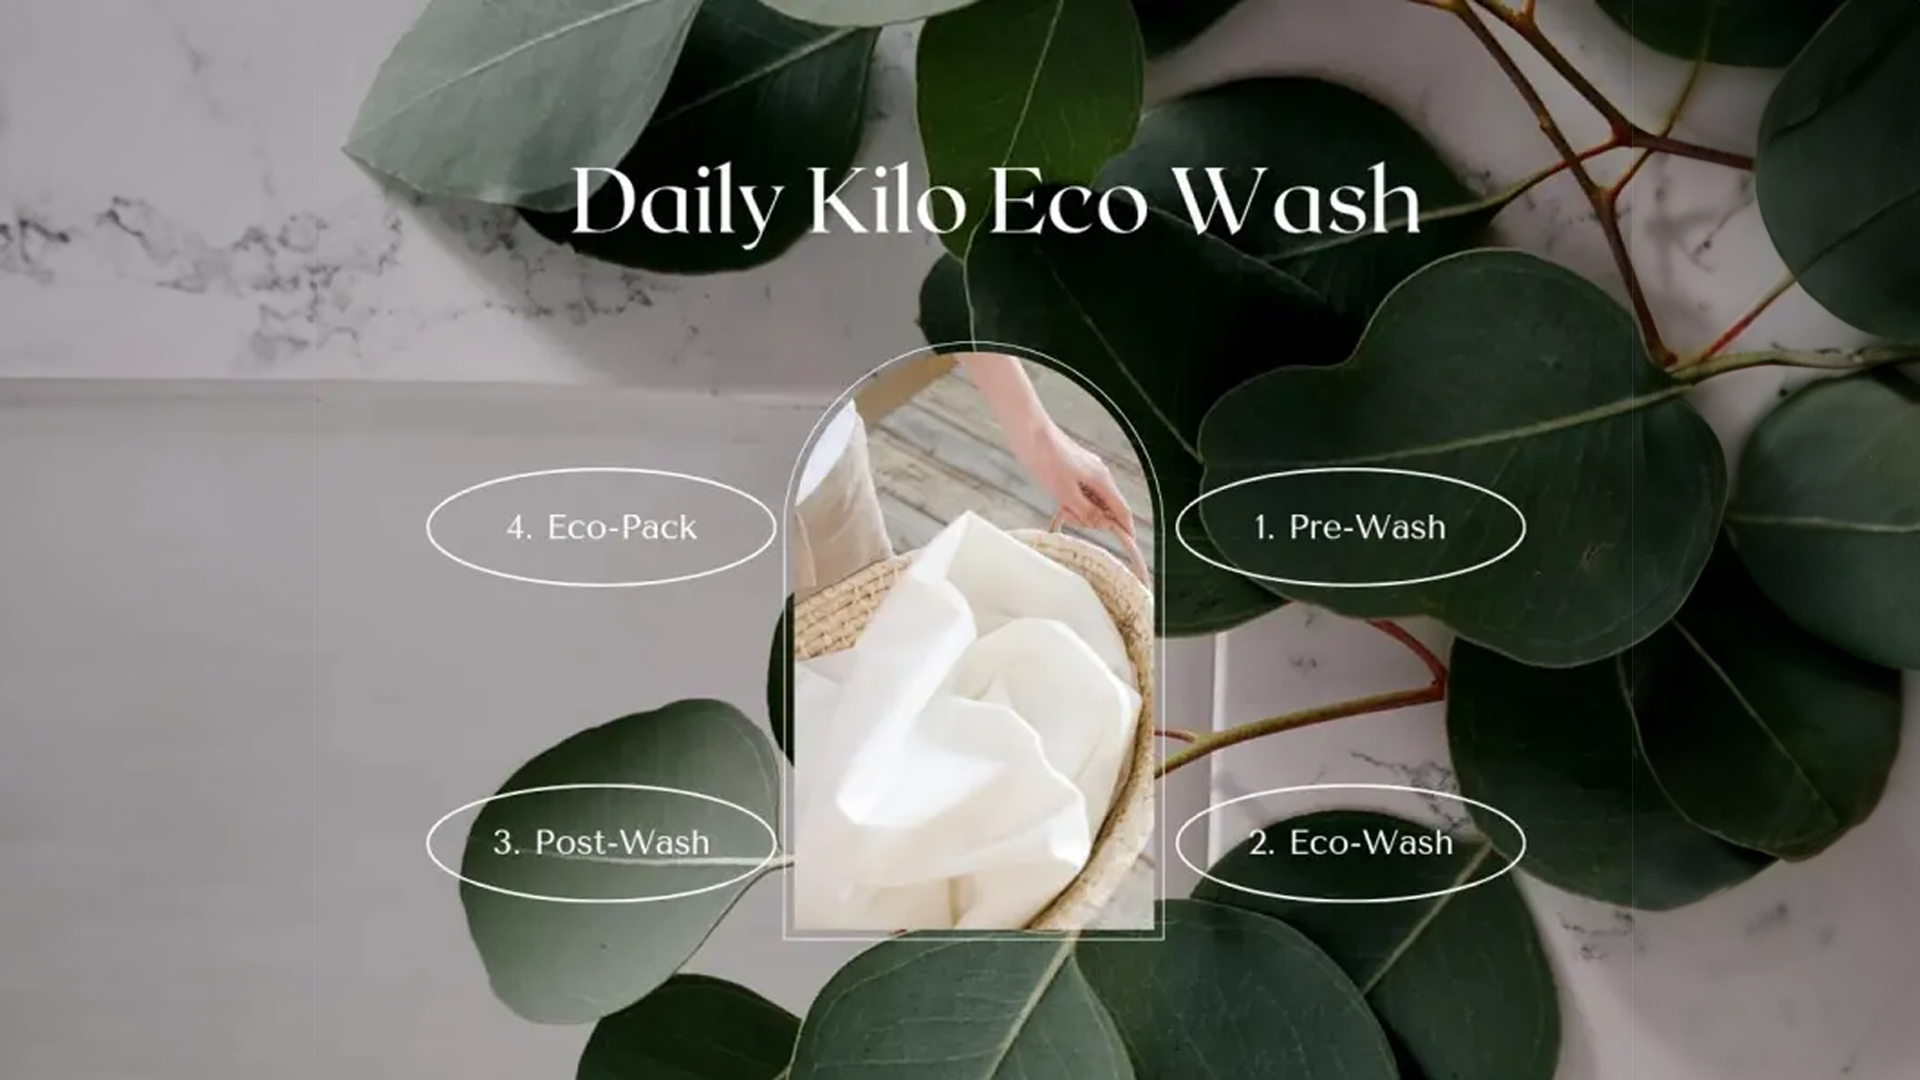 Daily Kilo Eco Wash
1. Pre-Wash
2. Eco-Wash
3. Post-Wash
4. Eco-Pack